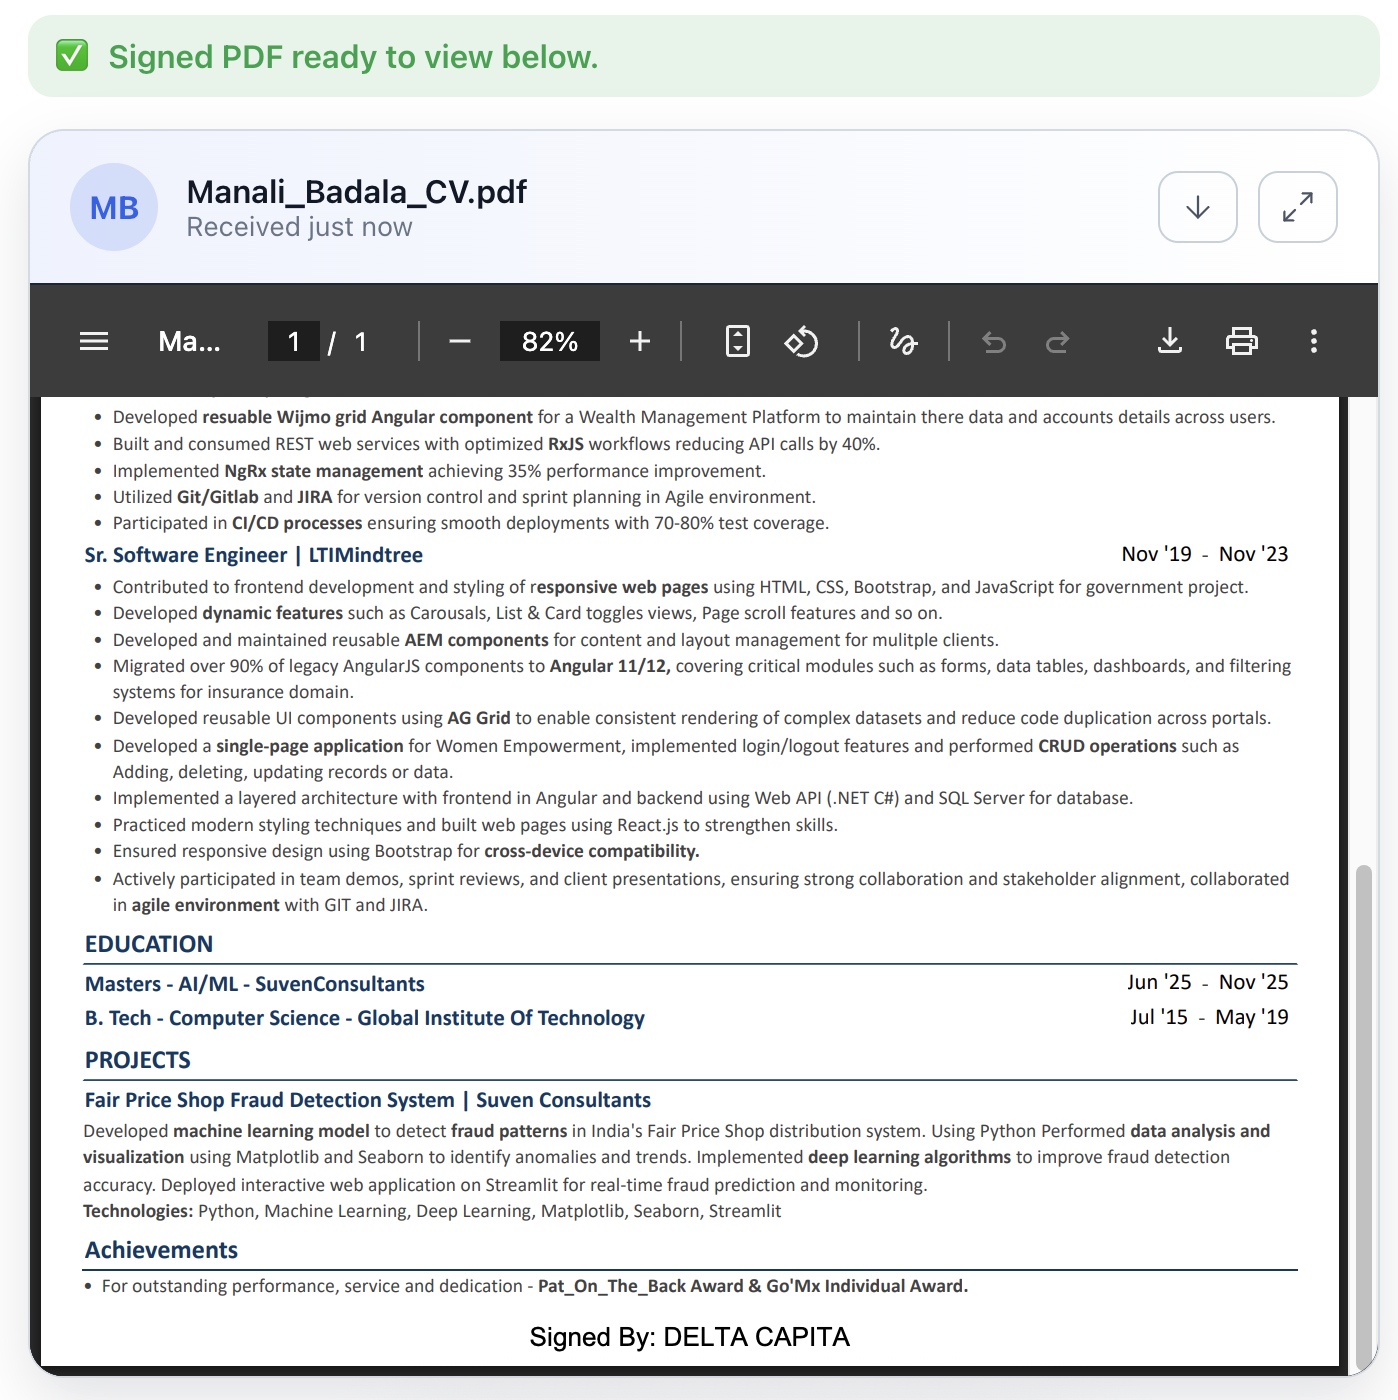 ✅ Signed PDF ready to view below.
MB
Manali_Badala_CV.pdf
Received just now
Ma... 1 / 1 82%
• Developed resuable Wijmo grid Angular component for a Wealth Management Platform to maintain there data and accounts details across users.
• Built and consumed REST web services with optimized RxJS workflows reducing API calls by 40%.
• Implemented NgRx state management achieving 35% performance improvement.
• Utilized Git/Gitlab and JIRA for version control and sprint planning in Agile environment.
• Participated in CI/CD processes ensuring smooth deployments with 70-80% test coverage.
Sr. Software Engineer | LTIMindtree Nov '19 - Nov '23
• Contributed to frontend development and styling of responsive web pages using HTML, CSS, Bootstrap, and JavaScript for government project.
• Developed dynamic features such as Carousals, List & Card toggles views, Page scroll features and so on.
• Developed and maintained reusable AEM components for content and layout management for mulitple clients.
• Migrated over 90% of legacy AngularJS components to Angular 11/12, covering critical modules such as forms, data tables, dashboards, and filtering
systems for insurance domain.
• Developed reusable UI components using AG Grid to enable consistent rendering of complex datasets and reduce code duplication across portals.
• Developed a single-page application for Women Empowerment, implemented login/logout features and performed CRUD operations such as
Adding, deleting, updating records or data.
• Implemented a layered architecture with frontend in Angular and backend using Web API (.NET C#) and SQL Server for database.
• Practiced modern styling techniques and built web pages using React.js to strengthen skills.
• Ensured responsive design using Bootstrap for cross-device compatibility.
• Actively participated in team demos, sprint reviews, and client presentations, ensuring strong collaboration and stakeholder alignment, collaborated
in agile environment with GIT and JIRA.
EDUCATION
Masters - AI/ML - SuvenConsultants Jun '25 - Nov '25
B. Tech - Computer Science - Global Institute Of Technology Jul '15 - May '19
PROJECTS
Fair Price Shop Fraud Detection System | Suven Consultants
Developed machine learning model to detect fraud patterns in India's Fair Price Shop distribution system. Using Python Performed data analysis and
visualization using Matplotlib and Seaborn to identify anomalies and trends. Implemented deep learning algorithms to improve fraud detection
accuracy. Deployed interactive web application on Streamlit for real-time fraud prediction and monitoring.
Technologies: Python, Machine Learning, Deep Learning, Matplotlib, Seaborn, Streamlit
Achievements
• For outstanding performance, service and dedication - Pat_On_The_Back Award & Go'Mx Individual Award.
Signed By: DELTA CAPITA